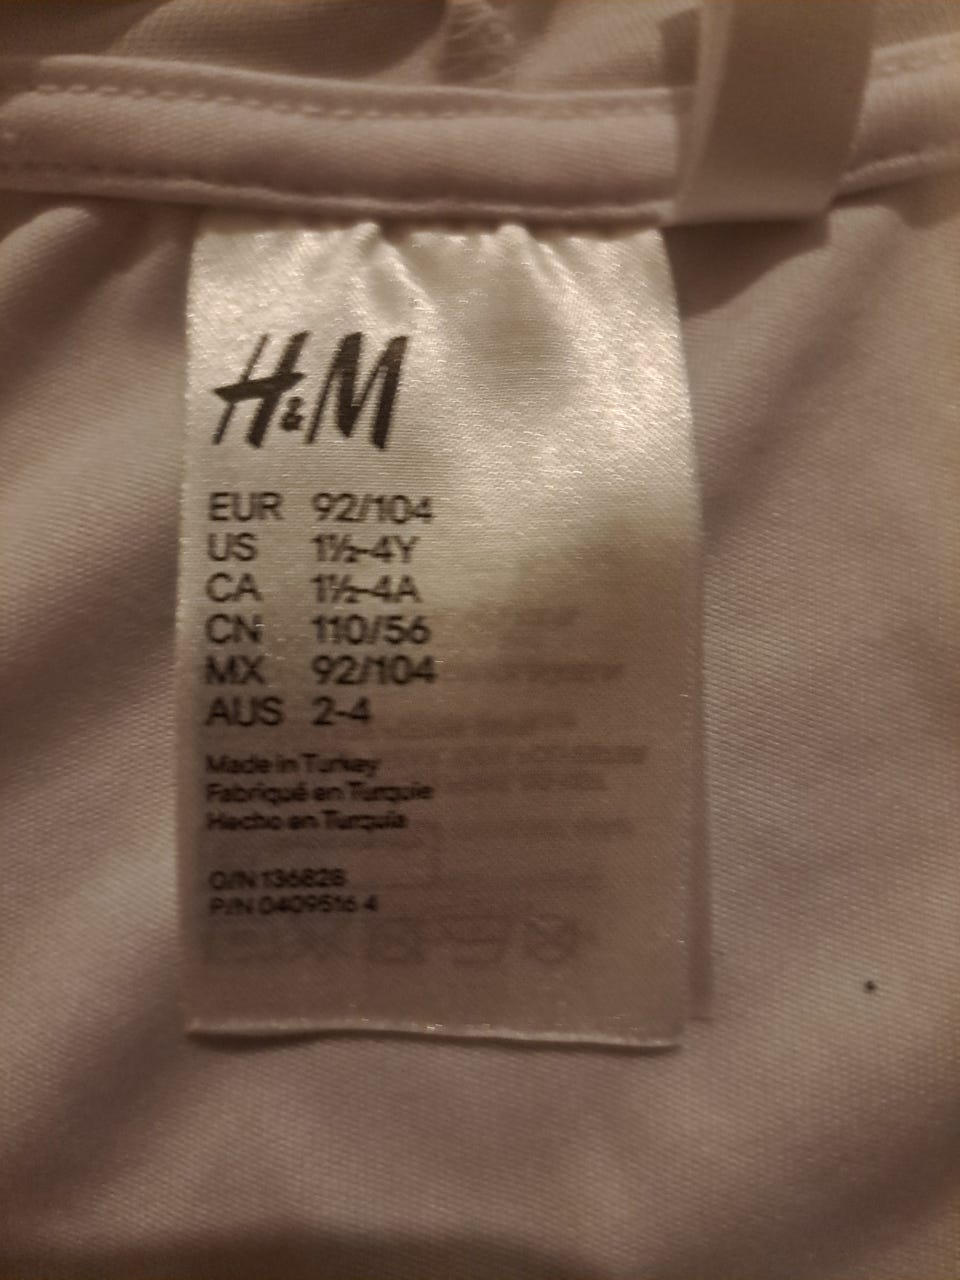 H&M
EUR 92/104
US 1½-4Y
CA 1½-4A
CN 110/56
MX 92/104
AUS 2-4
Made in Turkey
Fabriqué en Turquie
Hecho en Turquía
O/N 136828
P/N 0409516 4